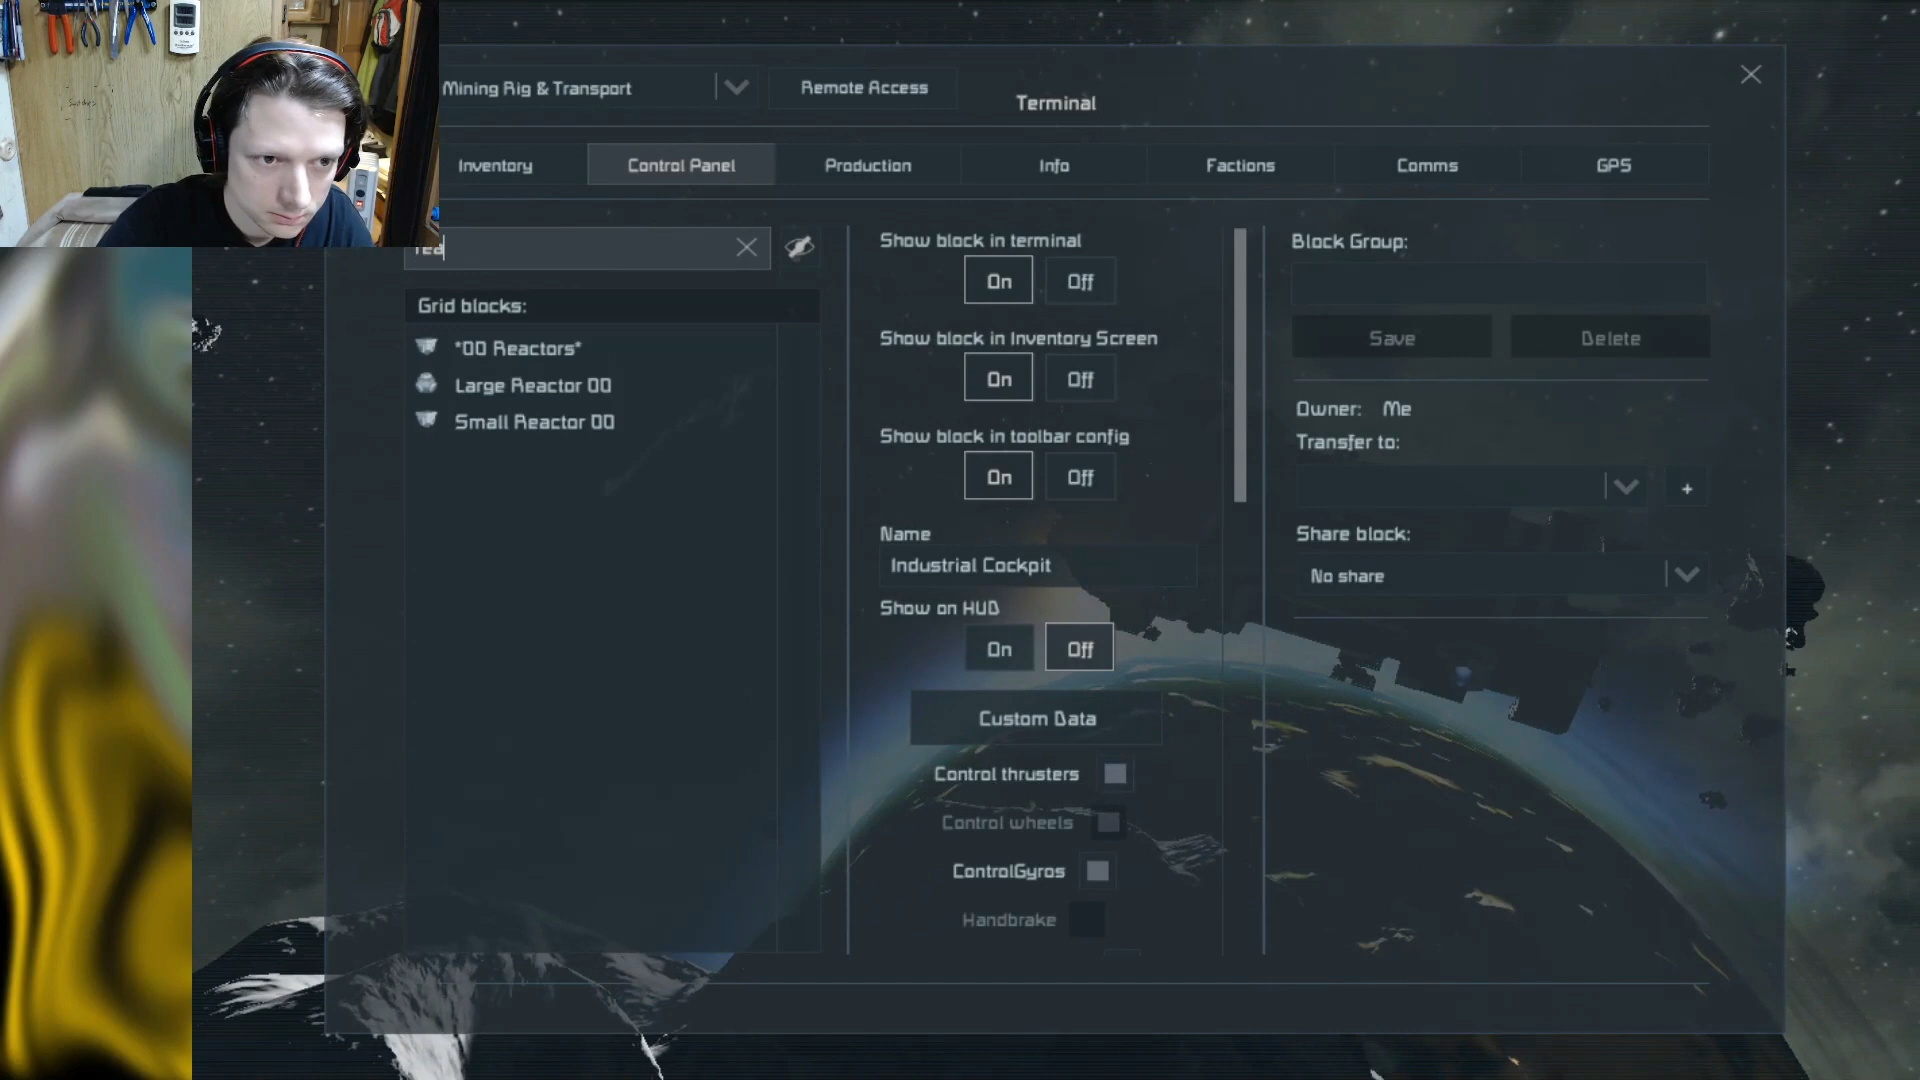 Mining Rig & Transport
Remote Access
Terminal
Inventory
Control Panel
Production
Info
Factions
Comms
GPS
rea
Grid blocks:
*00 Reactors*
Large Reactor 00
Small Reactor 00
Show block in terminal
On Off
Show block in Inventory Screen
On Off
Show block in toolbar config
On Off
Name
Industrial Cockpit
Show on HUD
On Off
Custom Data
Control thrusters
Control wheels
ControlGyros
Handbrake
Block Group:
Save Delete
Owner: Me
Transfer to:
+
Share block:
No share